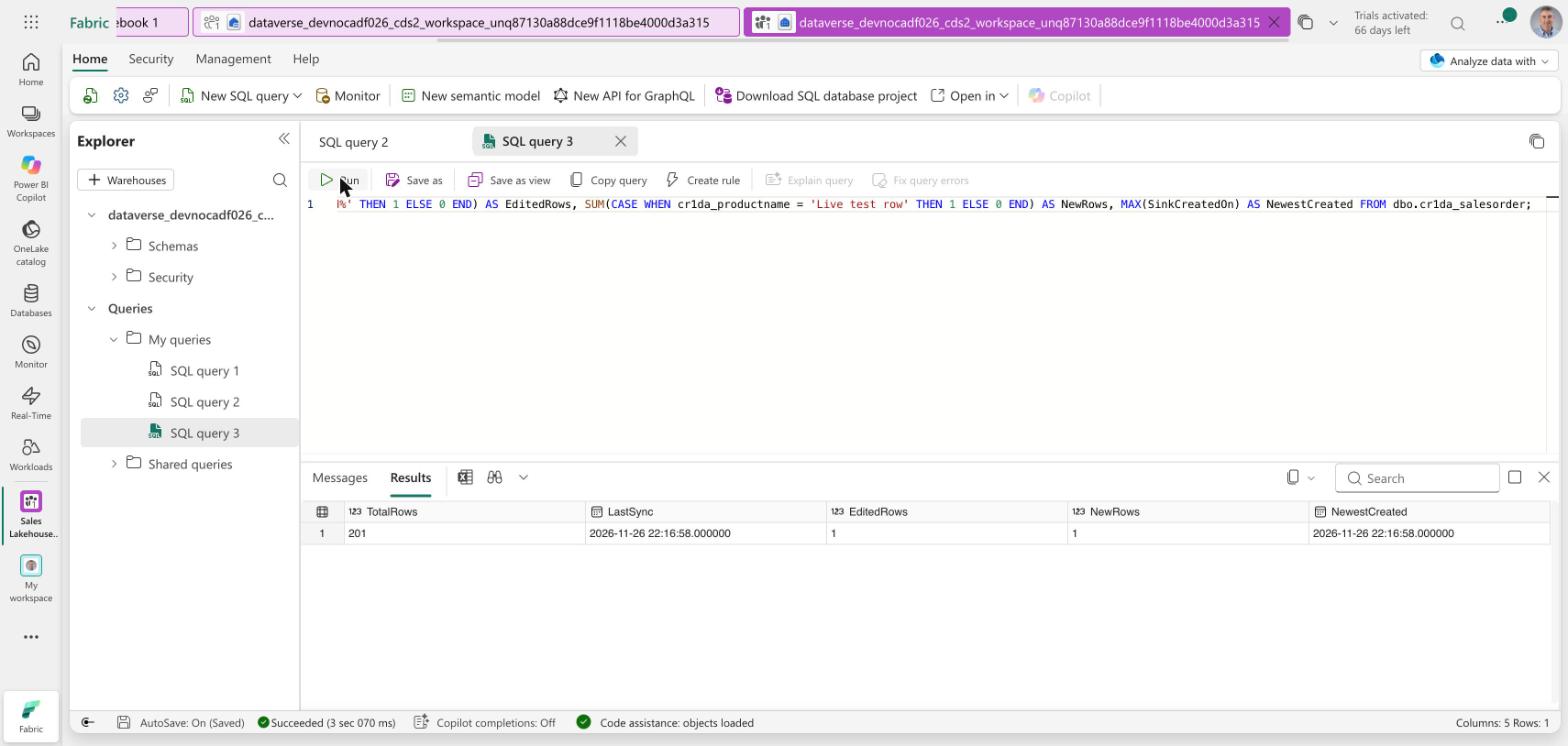 Fabric
ebook 1
dataverse_devnocadf026_cds2_workspace_unq87130a88dce9f1118be4000d3a315
dataverse_devnocadf026_cds2_workspace_unq87130a88dce9f1118be4000d3a315
Trials activated:
66 days left
Home
Security
Management
Help
Analyze data with
New SQL query
Monitor
New semantic model
New API for GraphQL
Download SQL database project
Open in
Copilot
Home
Workspaces
Power BI
Copilot
OneLake
catalog
Databases
Monitor
Real-Time
Workloads
Sales
Lakehouse..
My
workspace
Fabric
Explorer
Warehouses
dataverse_devnocadf026_c...
Schemas
Security
Queries
My queries
SQL query 1
SQL query 2
SQL query 3
Shared queries
SQL query 2
SQL query 3
Run
Save as
Save as view
Copy query
Create rule
Explain query
Fix query errors
1 %' THEN 1 ELSE 0 END) AS EditedRows, SUM(CASE WHEN cr1da_productname = 'Live test row' THEN 1 ELSE 0 END) AS NewRows, MAX(SinkCreatedOn) AS NewestCreated FROM dbo.cr1da_salesorder;
Messages
Results
Search
123 TotalRows LastSync 123 EditedRows 123 NewRows NewestCreated
1 201 2026-11-26 22:16:58.000000 1 1 2026-11-26 22:16:58.000000
AutoSave: On (Saved)
Succeeded (3 sec 070 ms)
Copilot completions: Off
Code assistance: objects loaded
Columns: 5 Rows: 1